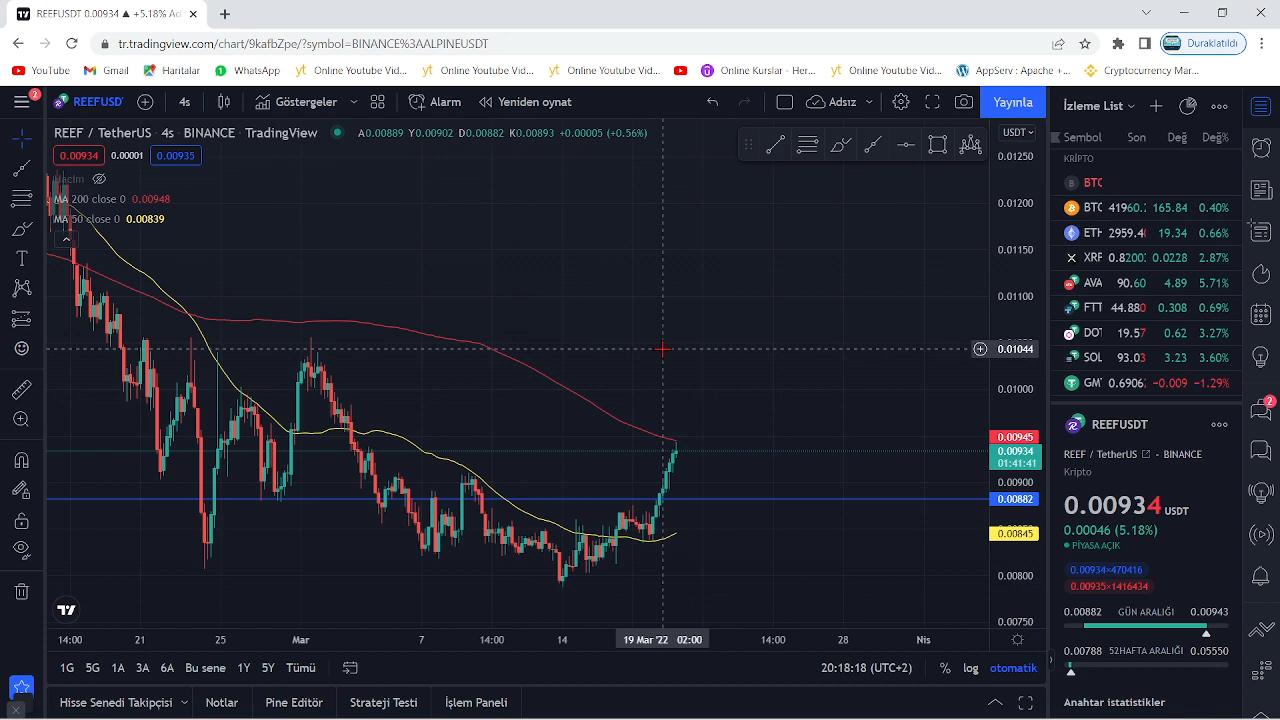 REEFUSDT 0.00934 ▲ +5.18% Ad
tr.tradingview.com/chart/9kafbZpe/?symbol=BINANCE%3AALPINEUSDT
Duraklatıldı
YouTube
Gmail
Haritalar
WhatsApp
Online Youtube Vid...
Online Youtube Vid...
Online Youtube Vid...
Online Kurslar - Her...
Online Youtube Vid...
AppServ : Apache +...
Cryptocurrency Mar...
2
REEFUSD
4s
Göstergeler
Alarm
Yeniden oynat
Adsız
Yayınla
İzleme List
REEF / TetherUS · 4s · BINANCE · TradingView
A0.00889 Y0.00902 D0.00882 K0.00893 +0.00005 (+0.56%)
0.00934 0.00001 0.00935
Hacim
MA 200 close 0 0.00948
MA 50 close 0 0.00839
USDT
0.01250
0.01200
0.01150
0.01100
0.01044
0.01000
0.00945
0.00934
01:41:41
0.00900
0.00882
0.00845
0.00800
0.00750
14:00 21 25 Mar 7 14:00 14 19 Mar '22 02:00 14:00 28 Nis
1G 5G 1A 3A 6A Bu sene 1Y 5Y Tümü
20:18:18 (UTC+2) % log otomatik
Hisse Senedi Takipçisi Notlar Pine Editör Strateji Testi İşlem Paneli
Sembol Son Değ Değ%
KRİPTO
BTC
BTC 41960. 165.84 0.40%
ETH 2959.4 19.34 0.66%
XRF 0.8200 0.0228 2.87%
AVA 90.60 4.89 5.71%
FTT 44.880 0.308 0.69%
DOT 19.57 0.62 3.27%
SOL 93.03 3.23 3.60%
GM 0.6906 −0.009 −1.29%
2
REEFUSDT
REEF / TetherUS · BINANCE
Kripto
0.00934 USDT
0.00046 (5.18%)
PİYASA AÇIK
0.00934×470416
0.00935×1416434
0.00882 GÜN ARALIĞI 0.00943
0.00788 52HAFTA ARALIĞI 0.05550
Anahtar istatistikler